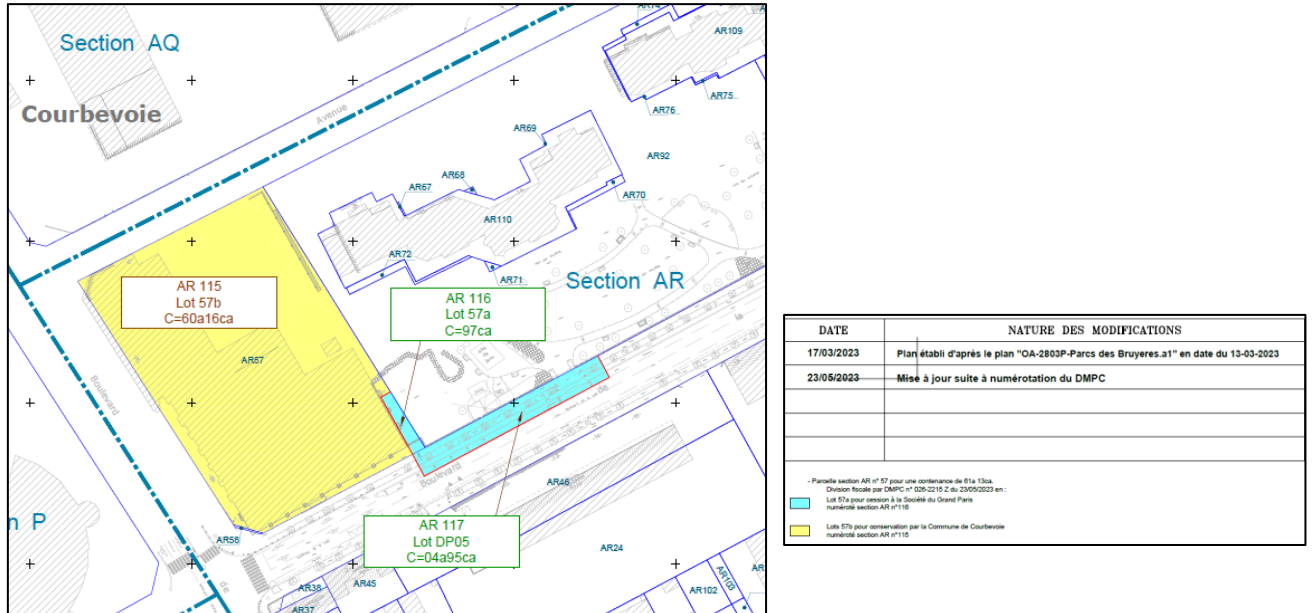 Section AQ
Courbevoie
Avenue
AR109
AR76
AR75
AR69
AR92
AR68
AR67
AR70
AR110
AR72
AR71
Section AR
AR 115
Lot 57b
C=60a16ca
AR 116
Lot 57a
C=97ca
la
AR57
Boulevard
de
Boulevard
AR46
n P
AR58
AR 117
Lot DP05
C=04a95ca
AR24
de
AR38
AR45
AR37
AR102
AR103
AR
DATE NATURE DES MODIFICATIONS
17/03/2023 Plan établi d'après le plan "OA-2803P-Parcs des Bruyeres.a1" en date du 13-03-2023
23/05/2023 Mise à jour suite à numérotation du DMPC
- Parcelle section AR n° 57 pour une contenance de 61a 13ca.
Division fiscale par DMPC n° 026-2216 Z du 23/05/2023 en :
Lot 57a pour cession à la Société du Grand Paris
numéroté section AR n°116
Lots 57b pour conservation par la Commune de Courbevoie
numéroté section AR n°115